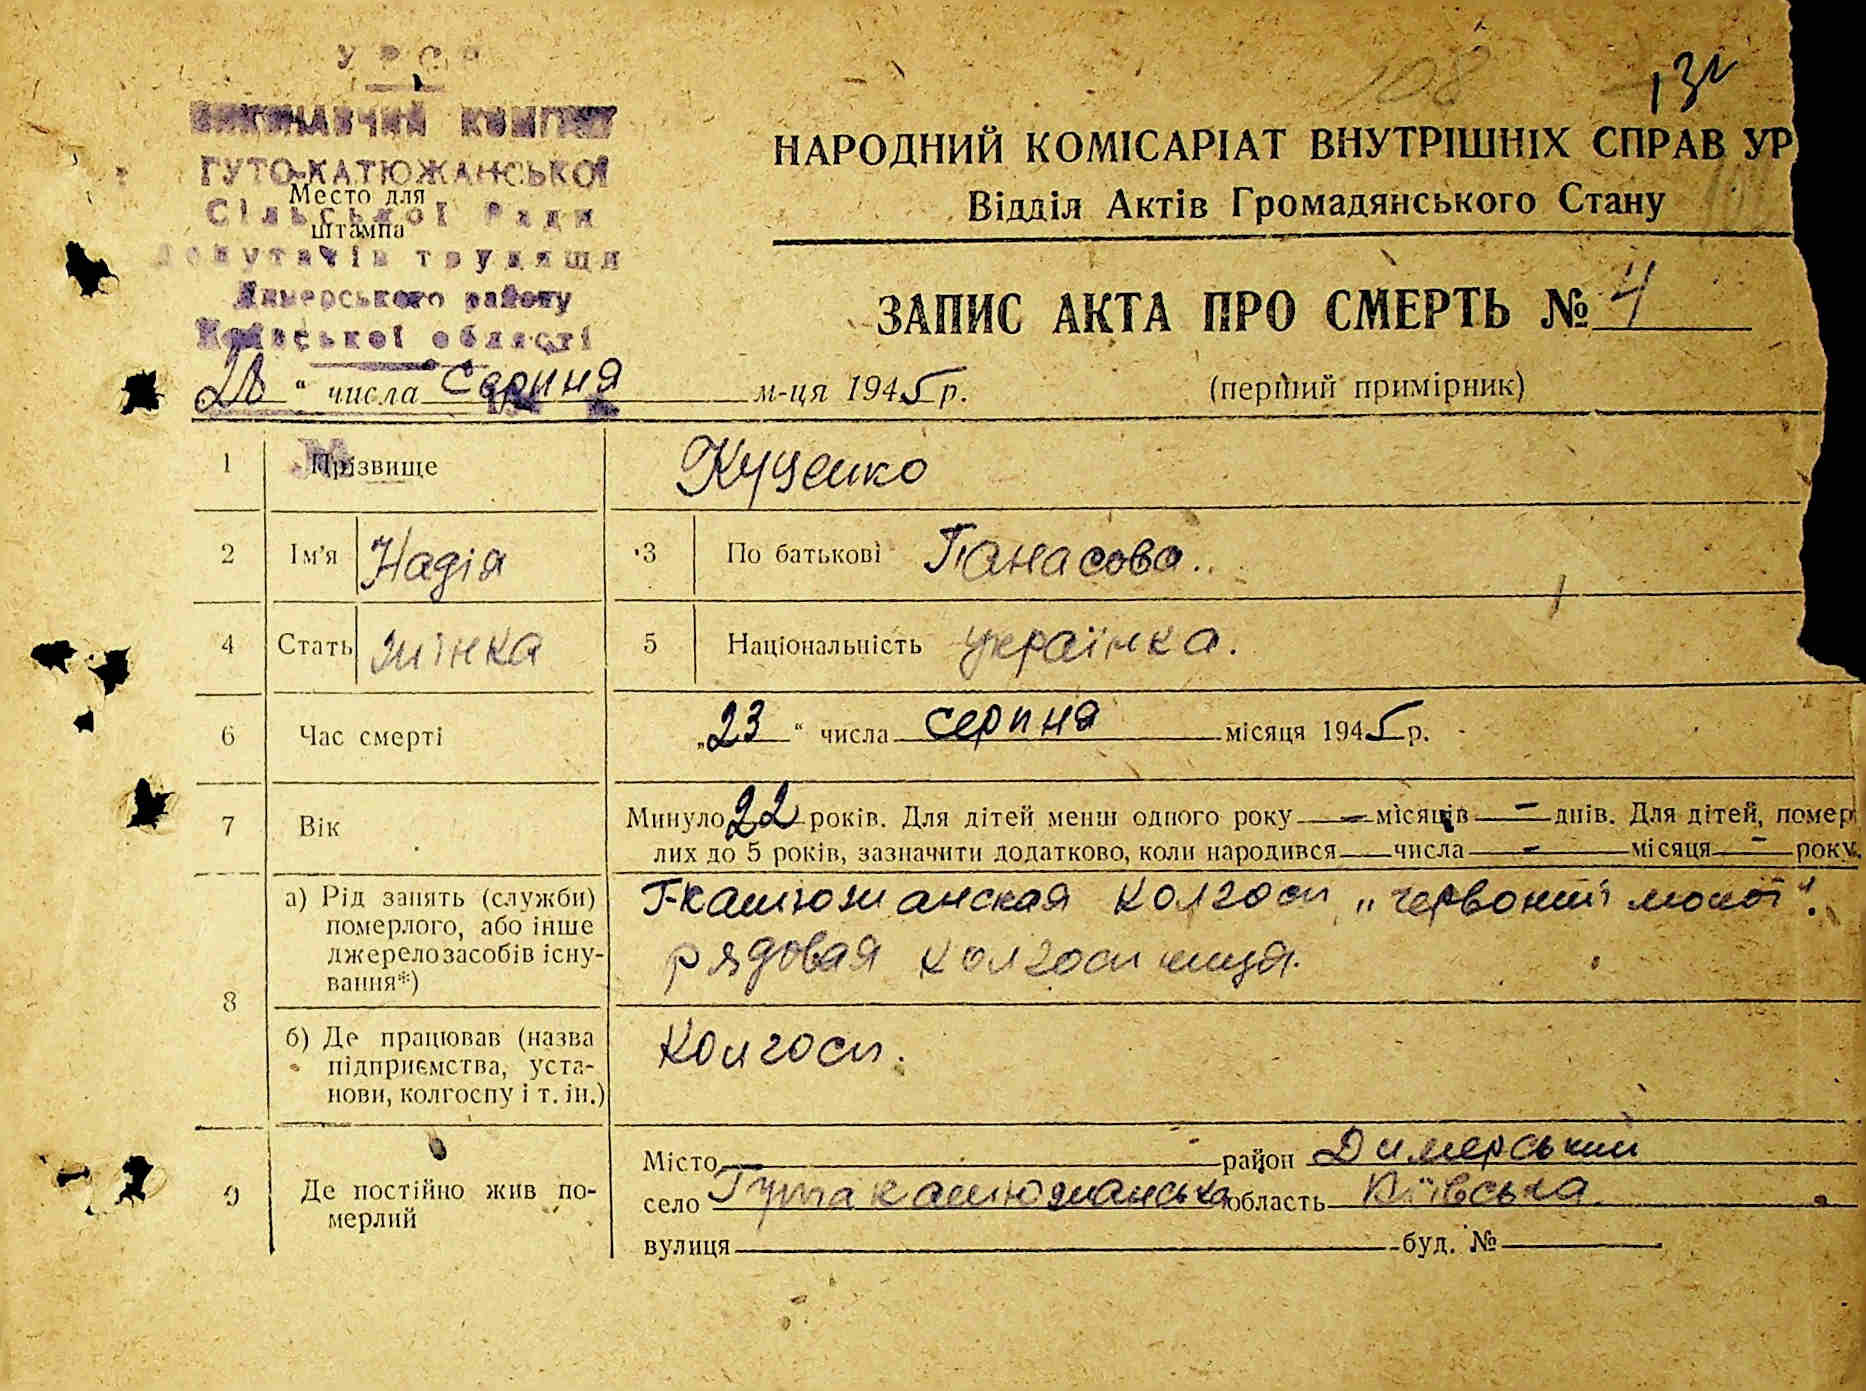 УРСР
ВИКОНАВЧИЙ КОМІТЕТ
ГУТО-КАТЮЖАНСЬКОЇ
Место для
Сільської Ради
штампа
Депутатів трудящи
Димерського району
Київської області
108
НАРОДНИЙ КОМІСАРІАТ ВНУТРІШНІХ СПРАВ УР
Відділ Актів Громадянського Стану
ЗАПИС АКТА ПРО СМЕРТЬ № 4
28 " числа серпня м-ця 1945 р.
(перший примірник)
1 Прізвище Куценко
2 Ім'я Надія 3 По батькові Панасова..
4 Стать жінка 5 Національність українка.
6 Час смерті „23 " числа серпня місяця 1945 р.
7 Вік Минуло 22 років. Для дітей менш одного року — місяців — днів. Для дітей, помер
лих до 5 років, зазначити додатково, коли народився — числа — місяця — року.
8 а) Рід занять (служби) померлого, або інше джерело засобів існування*)
Г-катюжанская колгосп „червоний
рядовая колгоспница.
б) Де працював (назва підприємства, установи, колгоспу і т. ін.)
Колгосп.
9 Де постійно жив померлий
Місто — район Димерський
село Гута катюжанська область Київська
вулиця — буд. № —